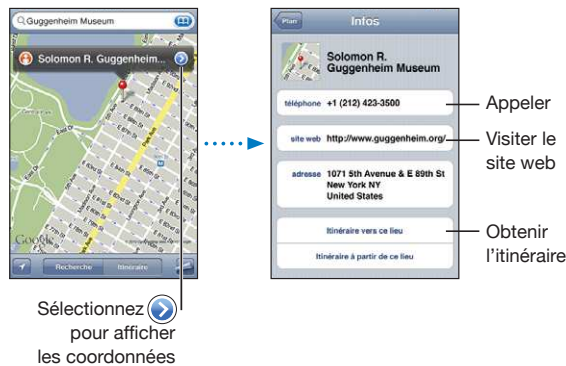 Guggenheim Museum
Solomon R. Guggenheim...
Google
Recherche
Itinéraire
Sélectionnez
pour afficher
les coordonnées
Plan
Infos
Solomon R.
Guggenheim Museum
téléphone +1 (212) 423-3500
site web http://www.guggenheim.org/
adresse 1071 5th Avenue & E 89th St
New York NY
United States
Itinéraire vers ce lieu
Itinéraire à partir de ce lieu
Appeler
Visiter le
site web
Obtenir
l'itinéraire